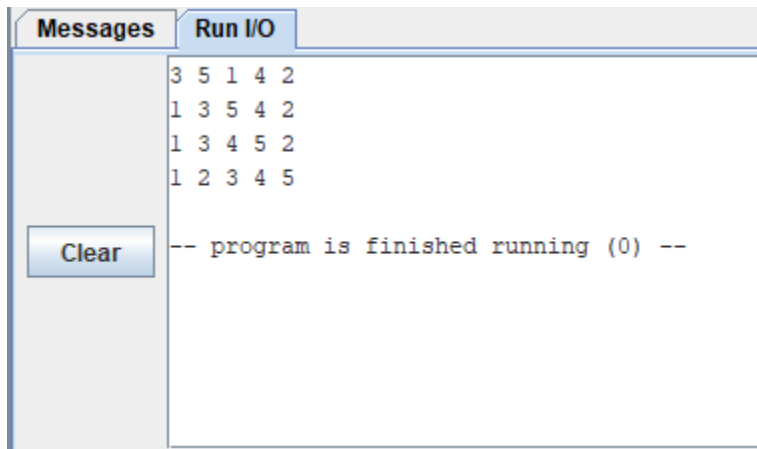 Messages Run I/O
3 5 1 4 2
1 3 5 4 2
1 3 4 5 2
1 2 3 4 5
Clear
-- program is finished running (0) --